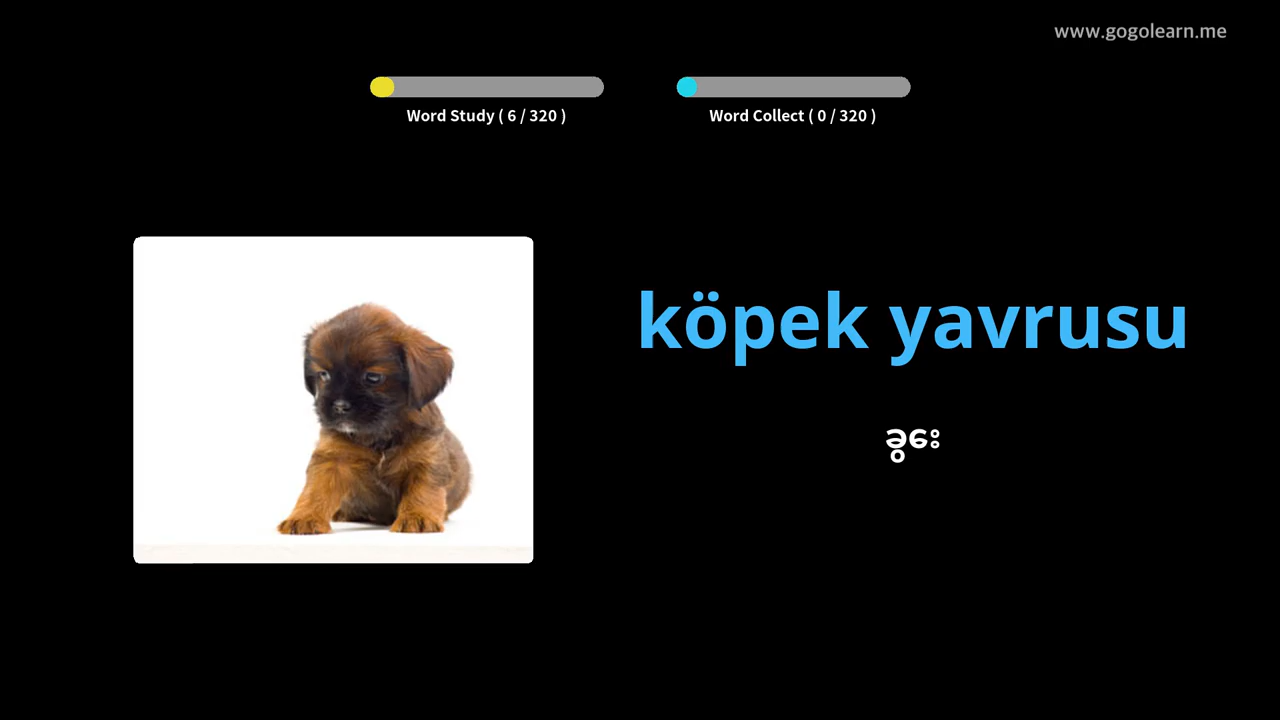 www.gogolearn.me
Word Study ( 6 / 320 )
Word Collect ( 0 / 320 )
köpek yavrusu
ခွေး